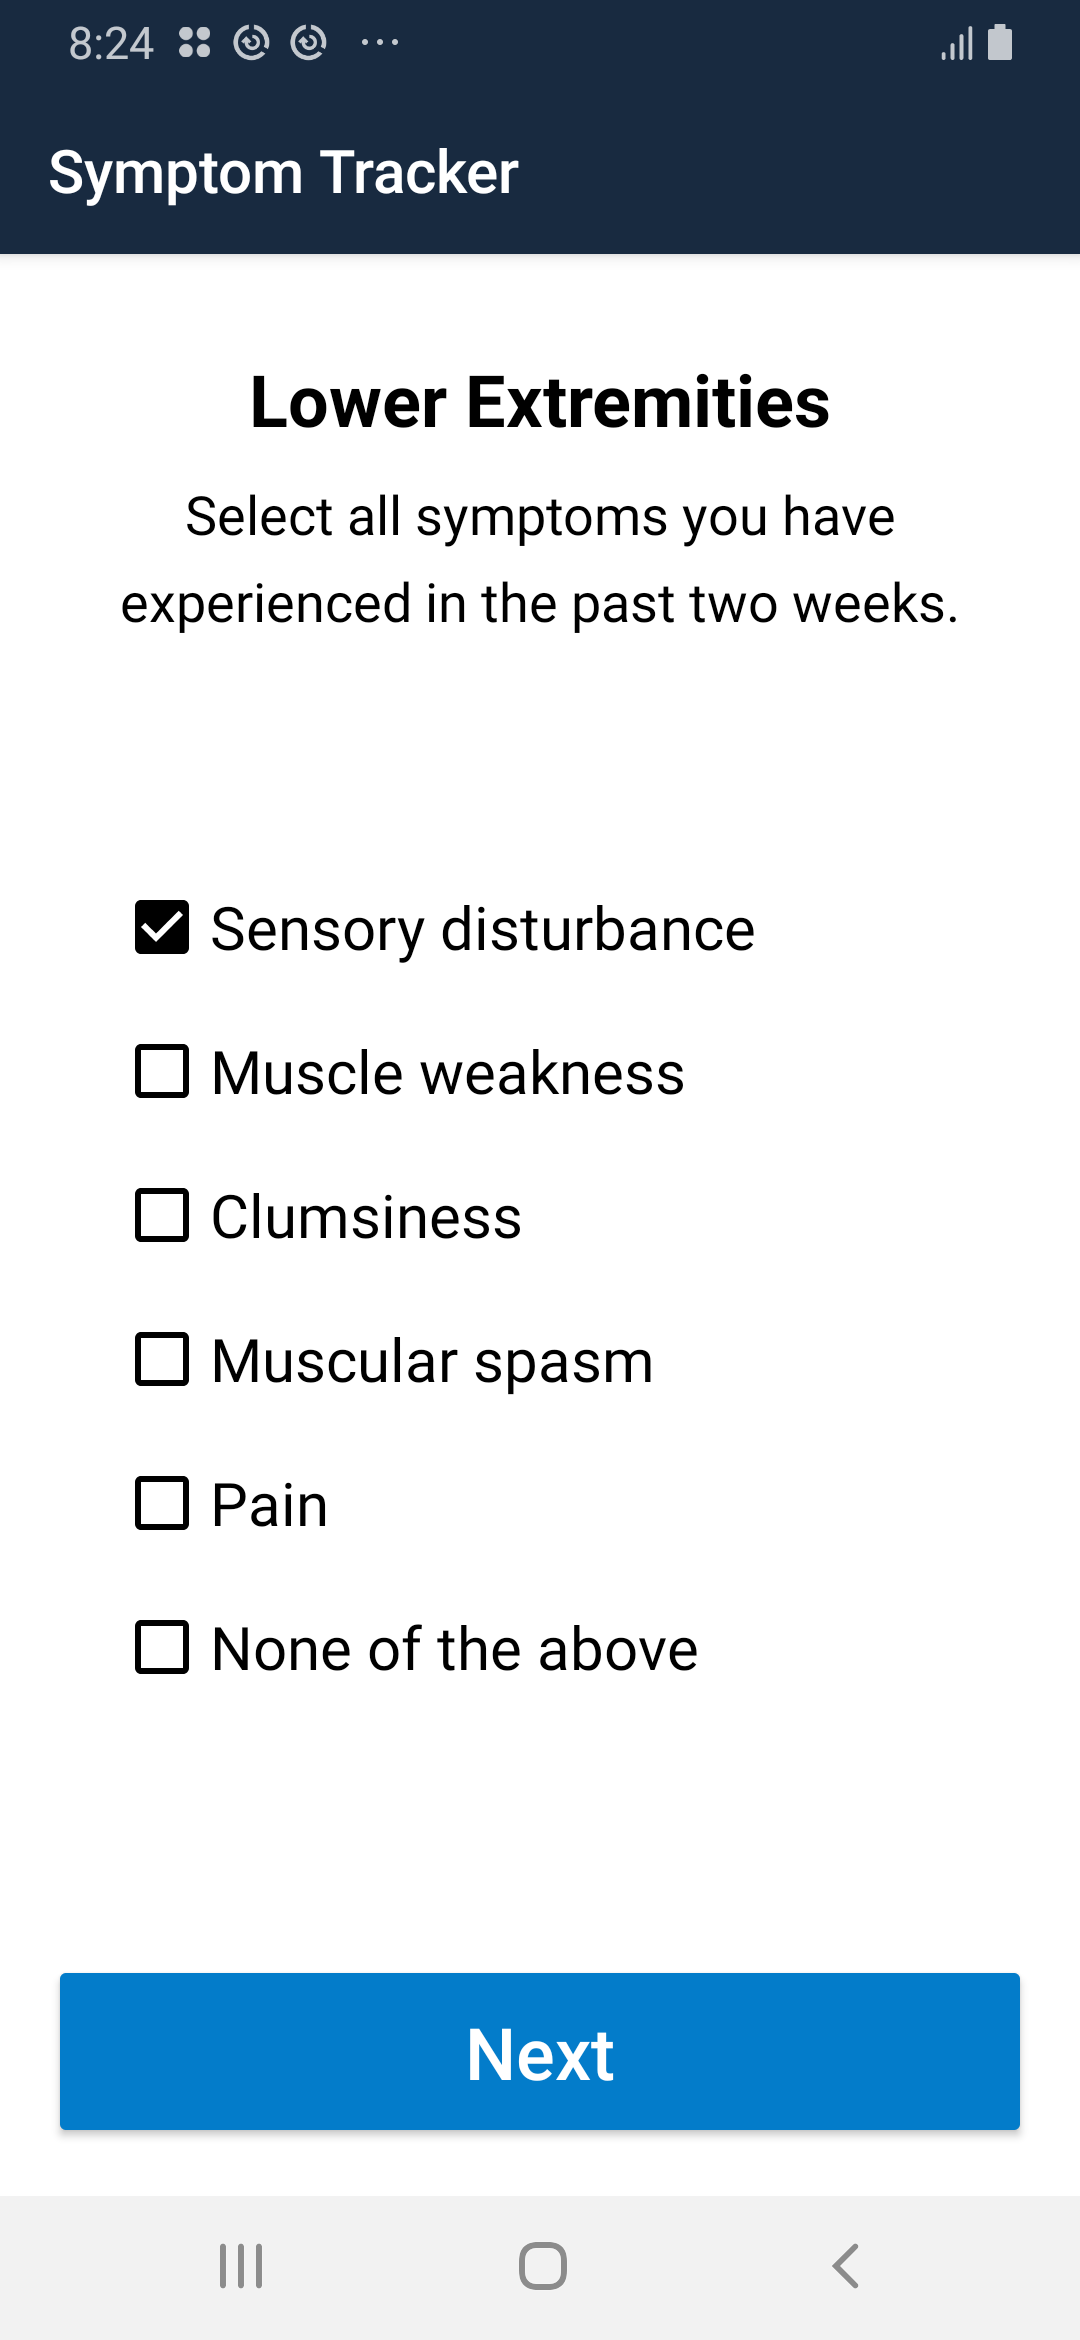 8:24
Symptom Tracker
Lower Extremities
Select all symptoms you have
experienced in the past two weeks.
Sensory disturbance
Muscle weakness
Clumsiness
Muscular spasm
Pain
None of the above
Next